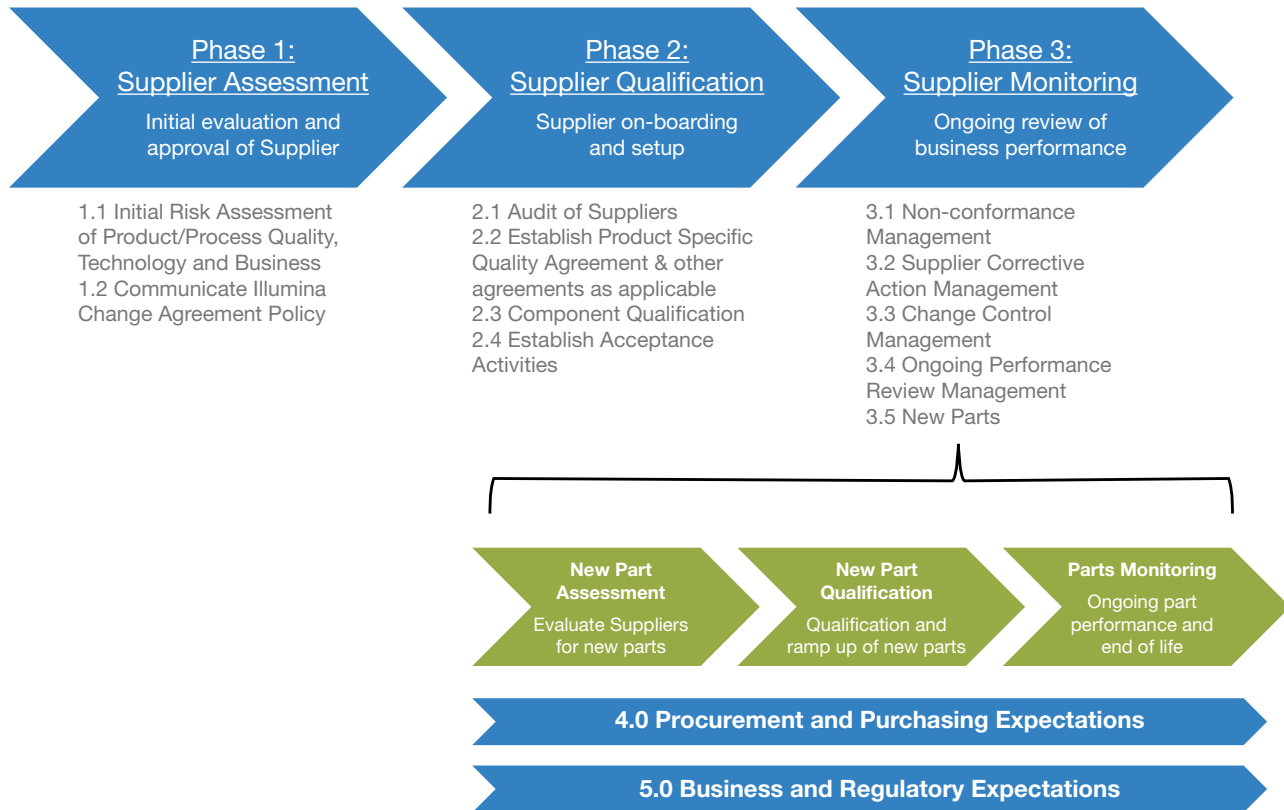 Phase 1:
Supplier Assessment
Initial evaluation and
approval of Supplier
Phase 2:
Supplier Qualification
Supplier on-boarding
and setup
Phase 3:
Supplier Monitoring
Ongoing review of
business performance
1.1 Initial Risk Assessment
of Product/Process Quality,
Technology and Business
1.2 Communicate Illumina
Change Agreement Policy
2.1 Audit of Suppliers
2.2 Establish Product Specific
Quality Agreement & other
agreements as applicable
2.3 Component Qualification
2.4 Establish Acceptance
Activities
3.1 Non-conformance
Management
3.2 Supplier Corrective
Action Management
3.3 Change Control
Management
3.4 Ongoing Performance
Review Management
3.5 New Parts
New Part
Assessment
Evaluate Suppliers
for new parts
New Part
Qualification
Qualification and
ramp up of new parts
Parts Monitoring
Ongoing part
performance and
end of life
4.0 Procurement and Purchasing Expectations
5.0 Business and Regulatory Expectations